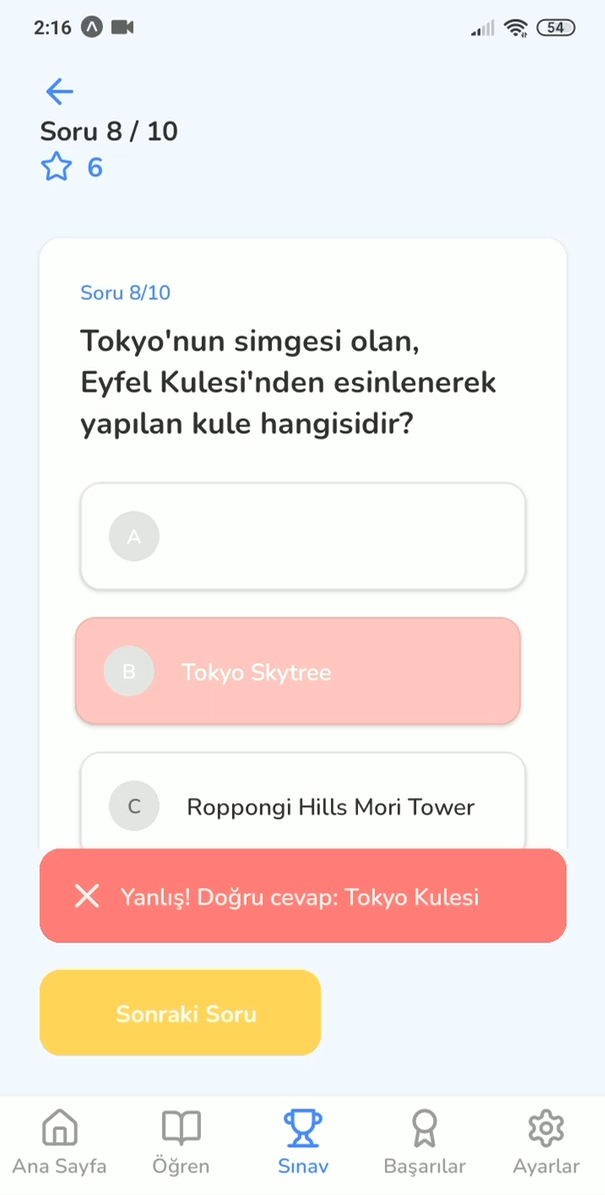 2:16
54
Soru 8 / 10
6
Soru 8/10
Tokyo'nun simgesi olan,
Eyfel Kulesi'nden esinlenerek
yapılan kule hangisidir?
A
B Tokyo Skytree
C Roppongi Hills Mori Tower
Yanlış! Doğru cevap: Tokyo Kulesi
Sonraki Soru
Ana Sayfa Öğren Sınav Başarılar Ayarlar